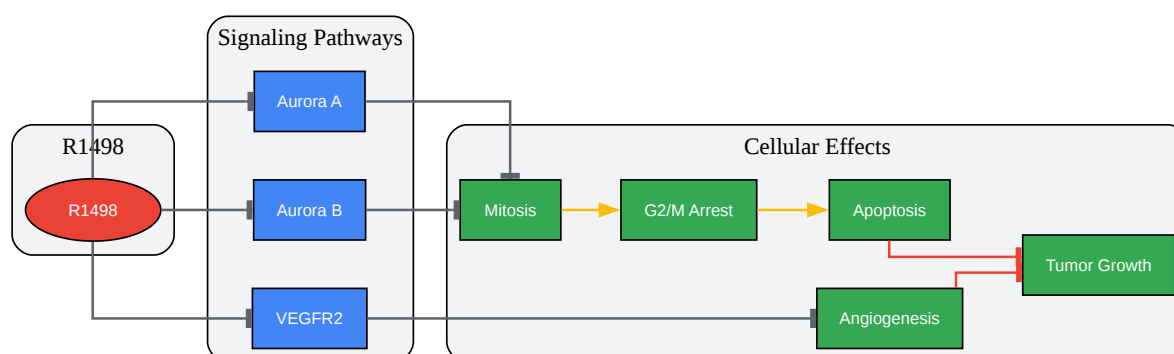 Signaling Pathways
Aurora A
R1498
Cellular Effects
R1498
Aurora B
Mitosis
G2/M Arrest
Apoptosis
Tumor Growth
VEGFR2
Angiogenesis